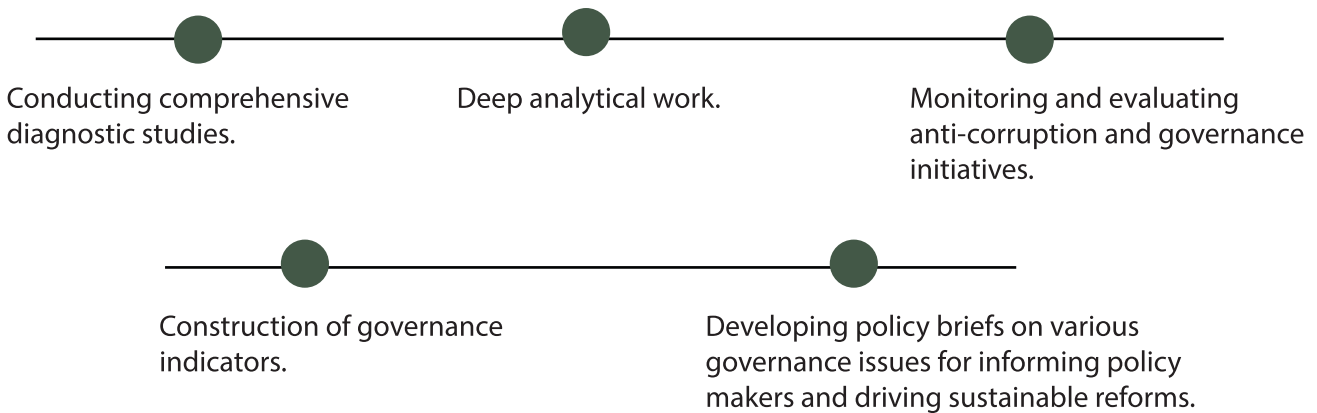 Conducting comprehensive
diagnostic studies.
Deep analytical work.
Monitoring and evaluating
anti-corruption and governance
initiatives.
Construction of governance
indicators.
Developing policy briefs on various
governance issues for informing policy
makers and driving sustainable reforms.